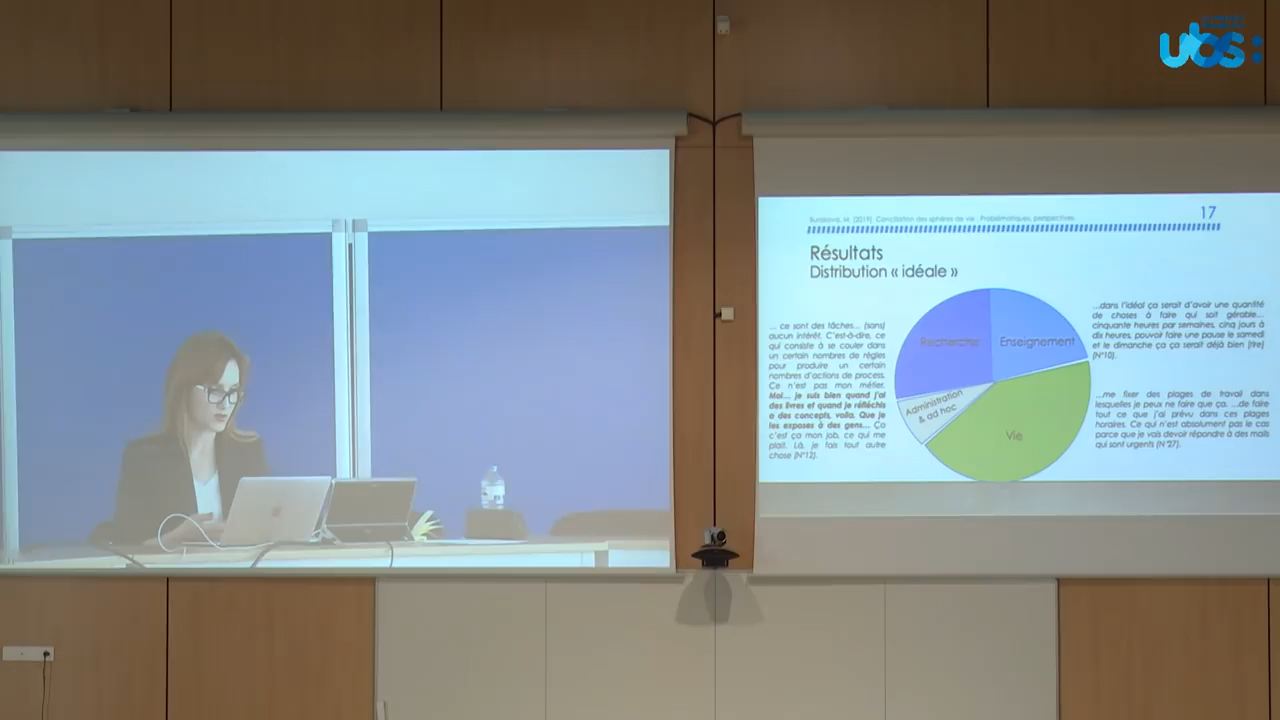 ubs:
Burakova, M. (2019). Conciliation des sphères de vie : Problématiques, perspectives.
17
Résultats
Distribution « idéale »
... ce sont des tâches... (sans)
aucun intérêt. C'est-à-dire, ce
qui consiste à se couler dans
un certain nombres de règles
pour produire un certain
nombres d'actions de process.
Ce n'est pas mon métier.
Moi... je suis bien quand j'ai
des livres et quand je réfléchis
à des concepts, voila. Que je
les exposes à des gens... Ca
c'est ça mon job, ce qui me
plait. Là, je fais tout autre
chose (N°12).
Recherche
Enseignement
Administration
& ad hoc
Vie
...dans l'idéal ça serait d'avoir une quantité
de choses à faire qui soit gérable...
cinquante heures par semaines, cinq jours à
dix heures, pouvoir faire une pause le samedi
et le dimanche ça ça serait déjà bien (rire)
(N°10).
...me fixer des plages de travail dans
lesquelles je peux ne faire que ça. ...de faire
tout ce que j'ai prévu dans ces plages
horaires. Ce qui n'est absolument pas le cas
parce que je vais devoir répondre à des mails
qui sont urgents (N°27).